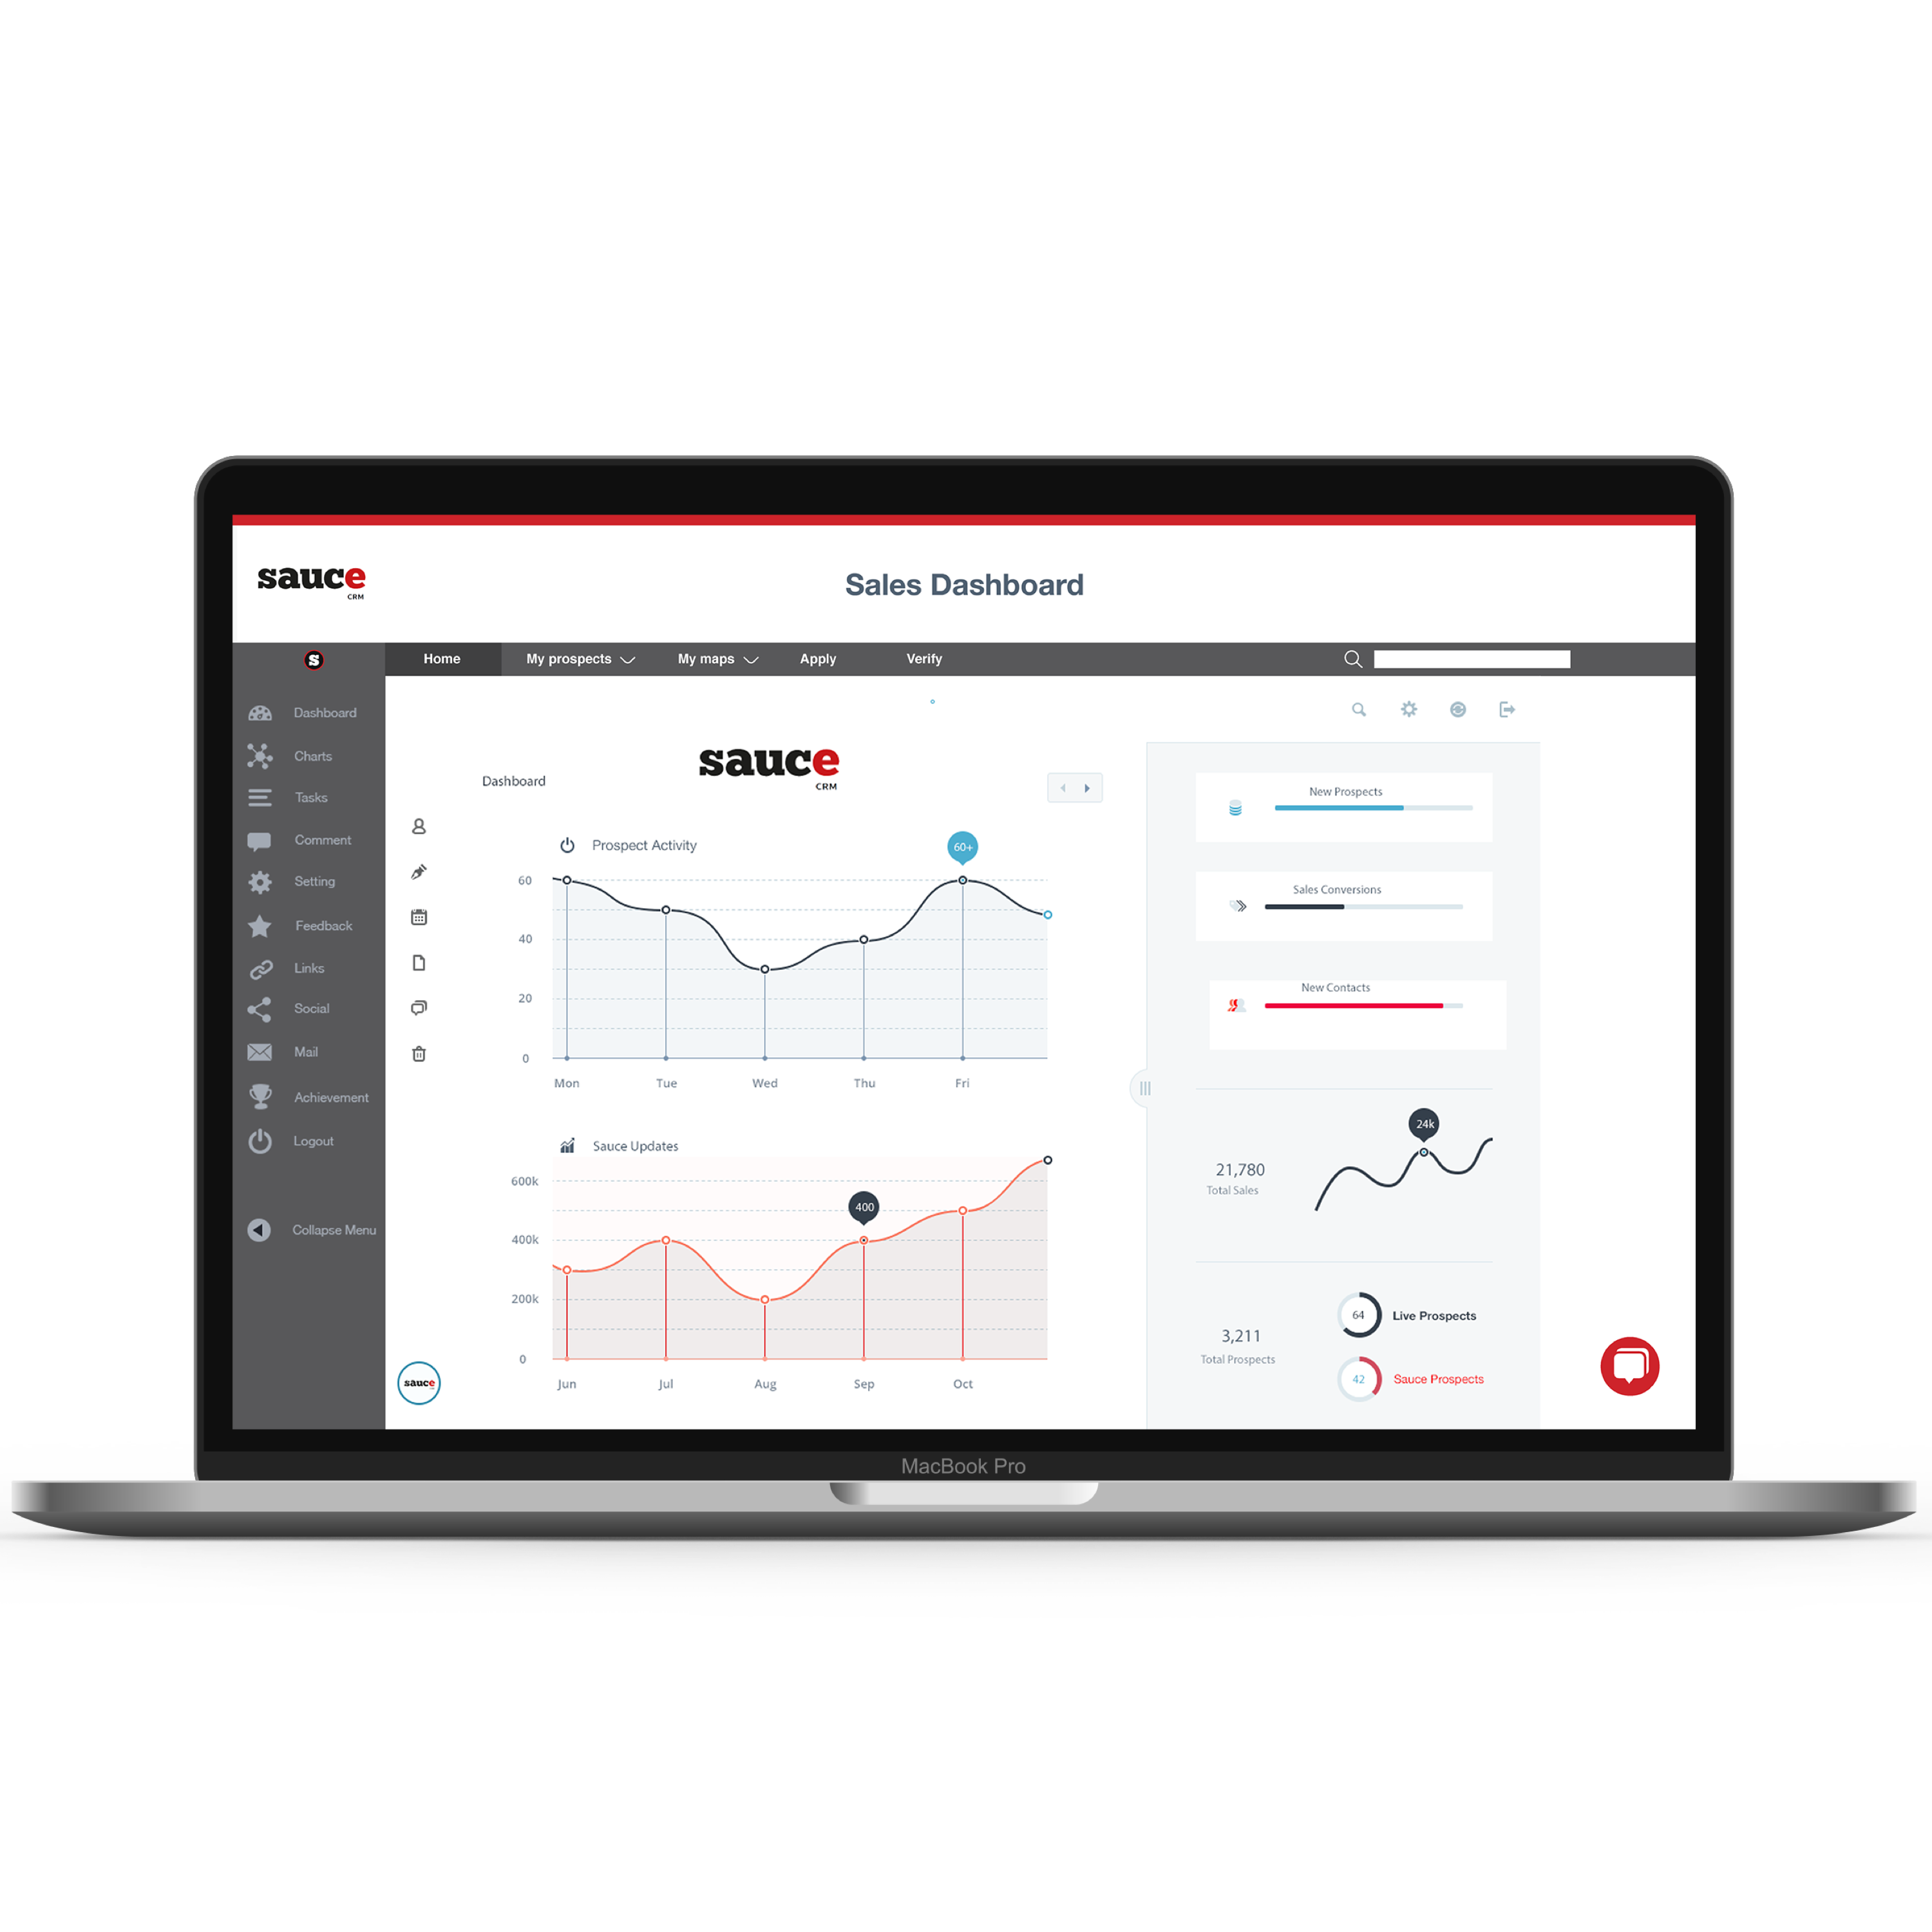 sauce
CRM
Sales Dashboard
S
Home My prospects My maps Apply Verify
Dashboard
Charts
Tasks
Comment
Setting
Feedback
Links
Social
Mail
Achievement
Logout
Collapse Menu
sauce
CRM
Dashboard
Prospect Activity
60+
60
40
20
0
Mon Tue Wed Thu Fri
Sauce Updates
400
600k
400k
200k
0
Jun Jul Aug Sep Oct
sauce
New Prospects
Sales Conversions
New Contacts
24k
21,780
Total Sales
64 Live Prospects
3,211
Total Prospects
42 Sauce Prospects
MacBook Pro